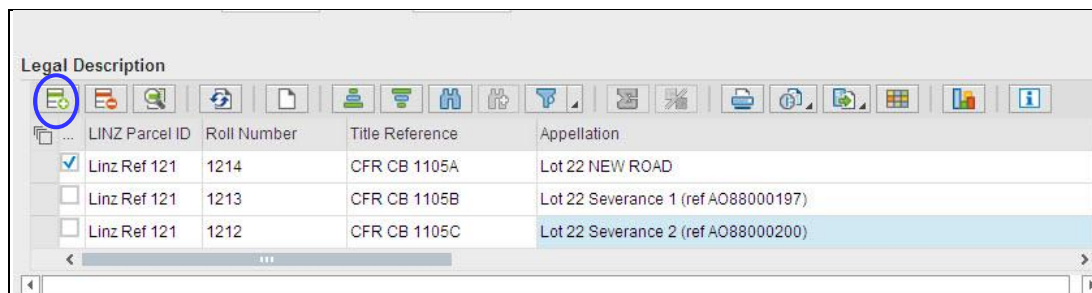 Legal Description
... LINZ Parcel ID Roll Number Title Reference Appellation
Linz Ref 121 1214 CFR CB 1105A Lot 22 NEW ROAD
Linz Ref 121 1213 CFR CB 1105B Lot 22 Severance 1 (ref AO88000197)
Linz Ref 121 1212 CFR CB 1105C Lot 22 Severance 2 (ref AO88000200)